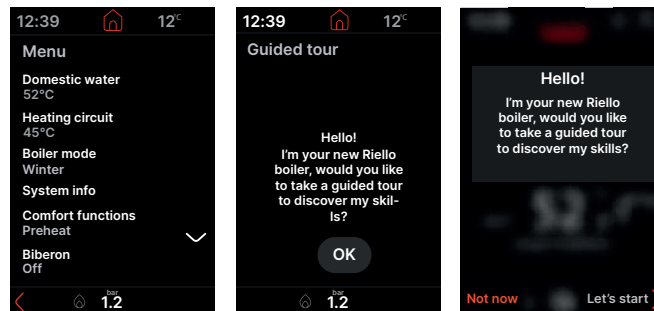 12:39
12°C
Menu
Domestic water
52°C
Heating circuit
45°C
Boiler mode
Winter
System info
Comfort functions
Preheat
Biberon
Off
bar
1.2
12:39
12°C
Guided tour
Hello!
I'm your new Riello
boiler, would you like
to take a guided tour
to discover my skil-
ls?
OK
bar
1.2
Hello!
I'm your new Riello
boiler, would you like
to take a guided tour
to discover my skills?
Not now
Let's start